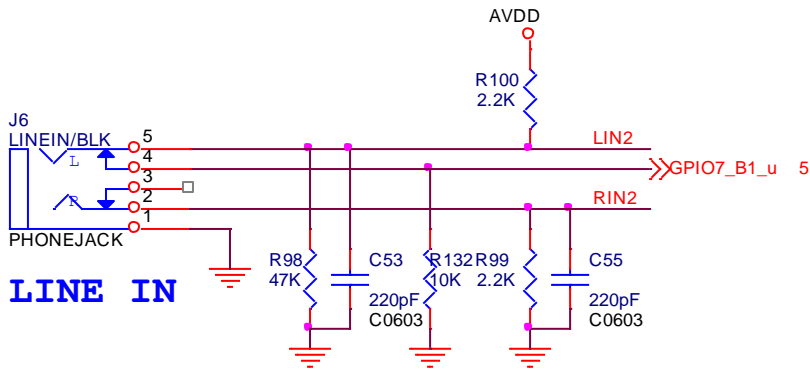 AVDD
R100
2.2K
J6
LINEIN/BLK
5
LIN2
L
4
GPIO7_B1_u 5
3
R
2
RIN2
1
PHONEJACK
LINE IN
R98
47K
C53
220pF
C0603
R132
10K
R99
2.2K
C55
220pF
C0603